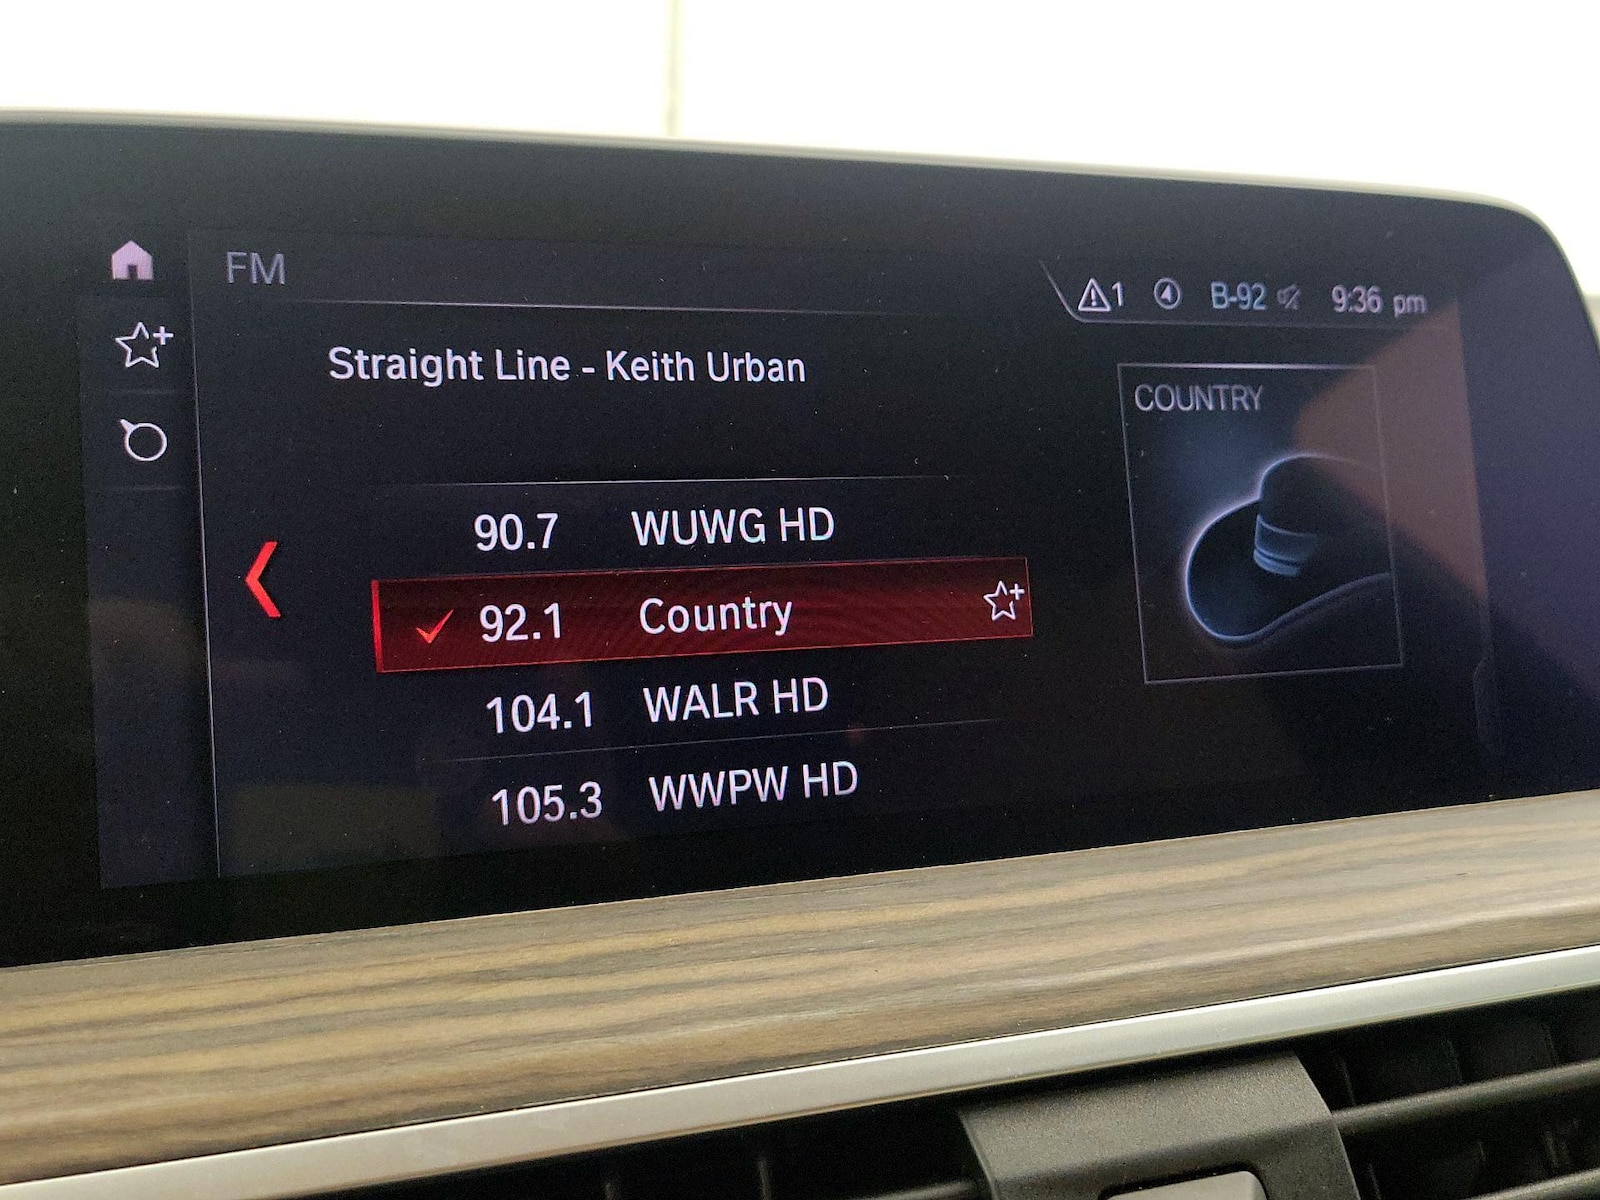 FM
1 4 B-92 9:36 pm
Straight Line - Keith Urban
COUNTRY
90.7 WUWG HD
92.1 Country
104.1 WALR HD
105.3 WWPW HD